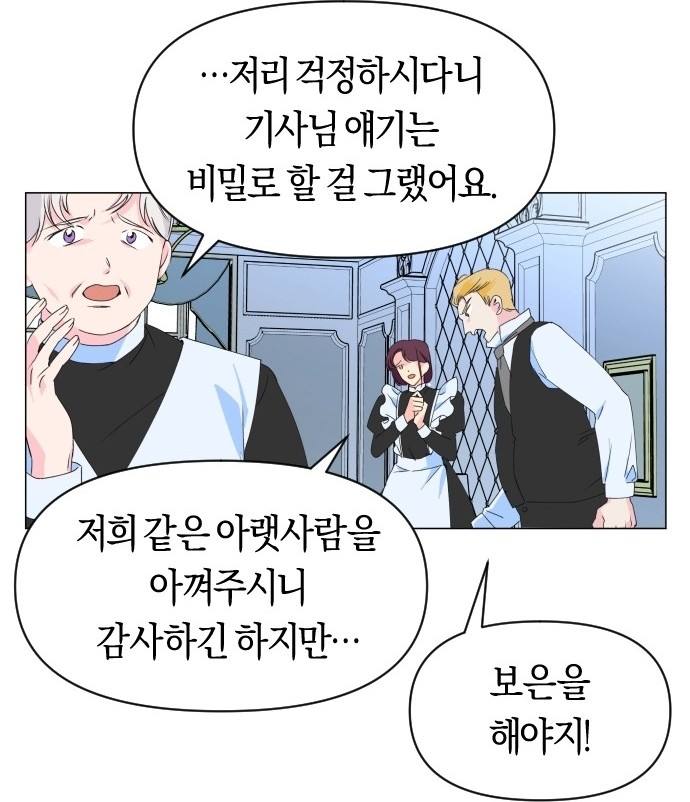 …저리 걱정하시다니
기사님 얘기는
비밀로 할 걸 그랬어요.
저희 같은 아랫사람을
아껴주시니
감사하긴 하지만…
보은을
해야지!